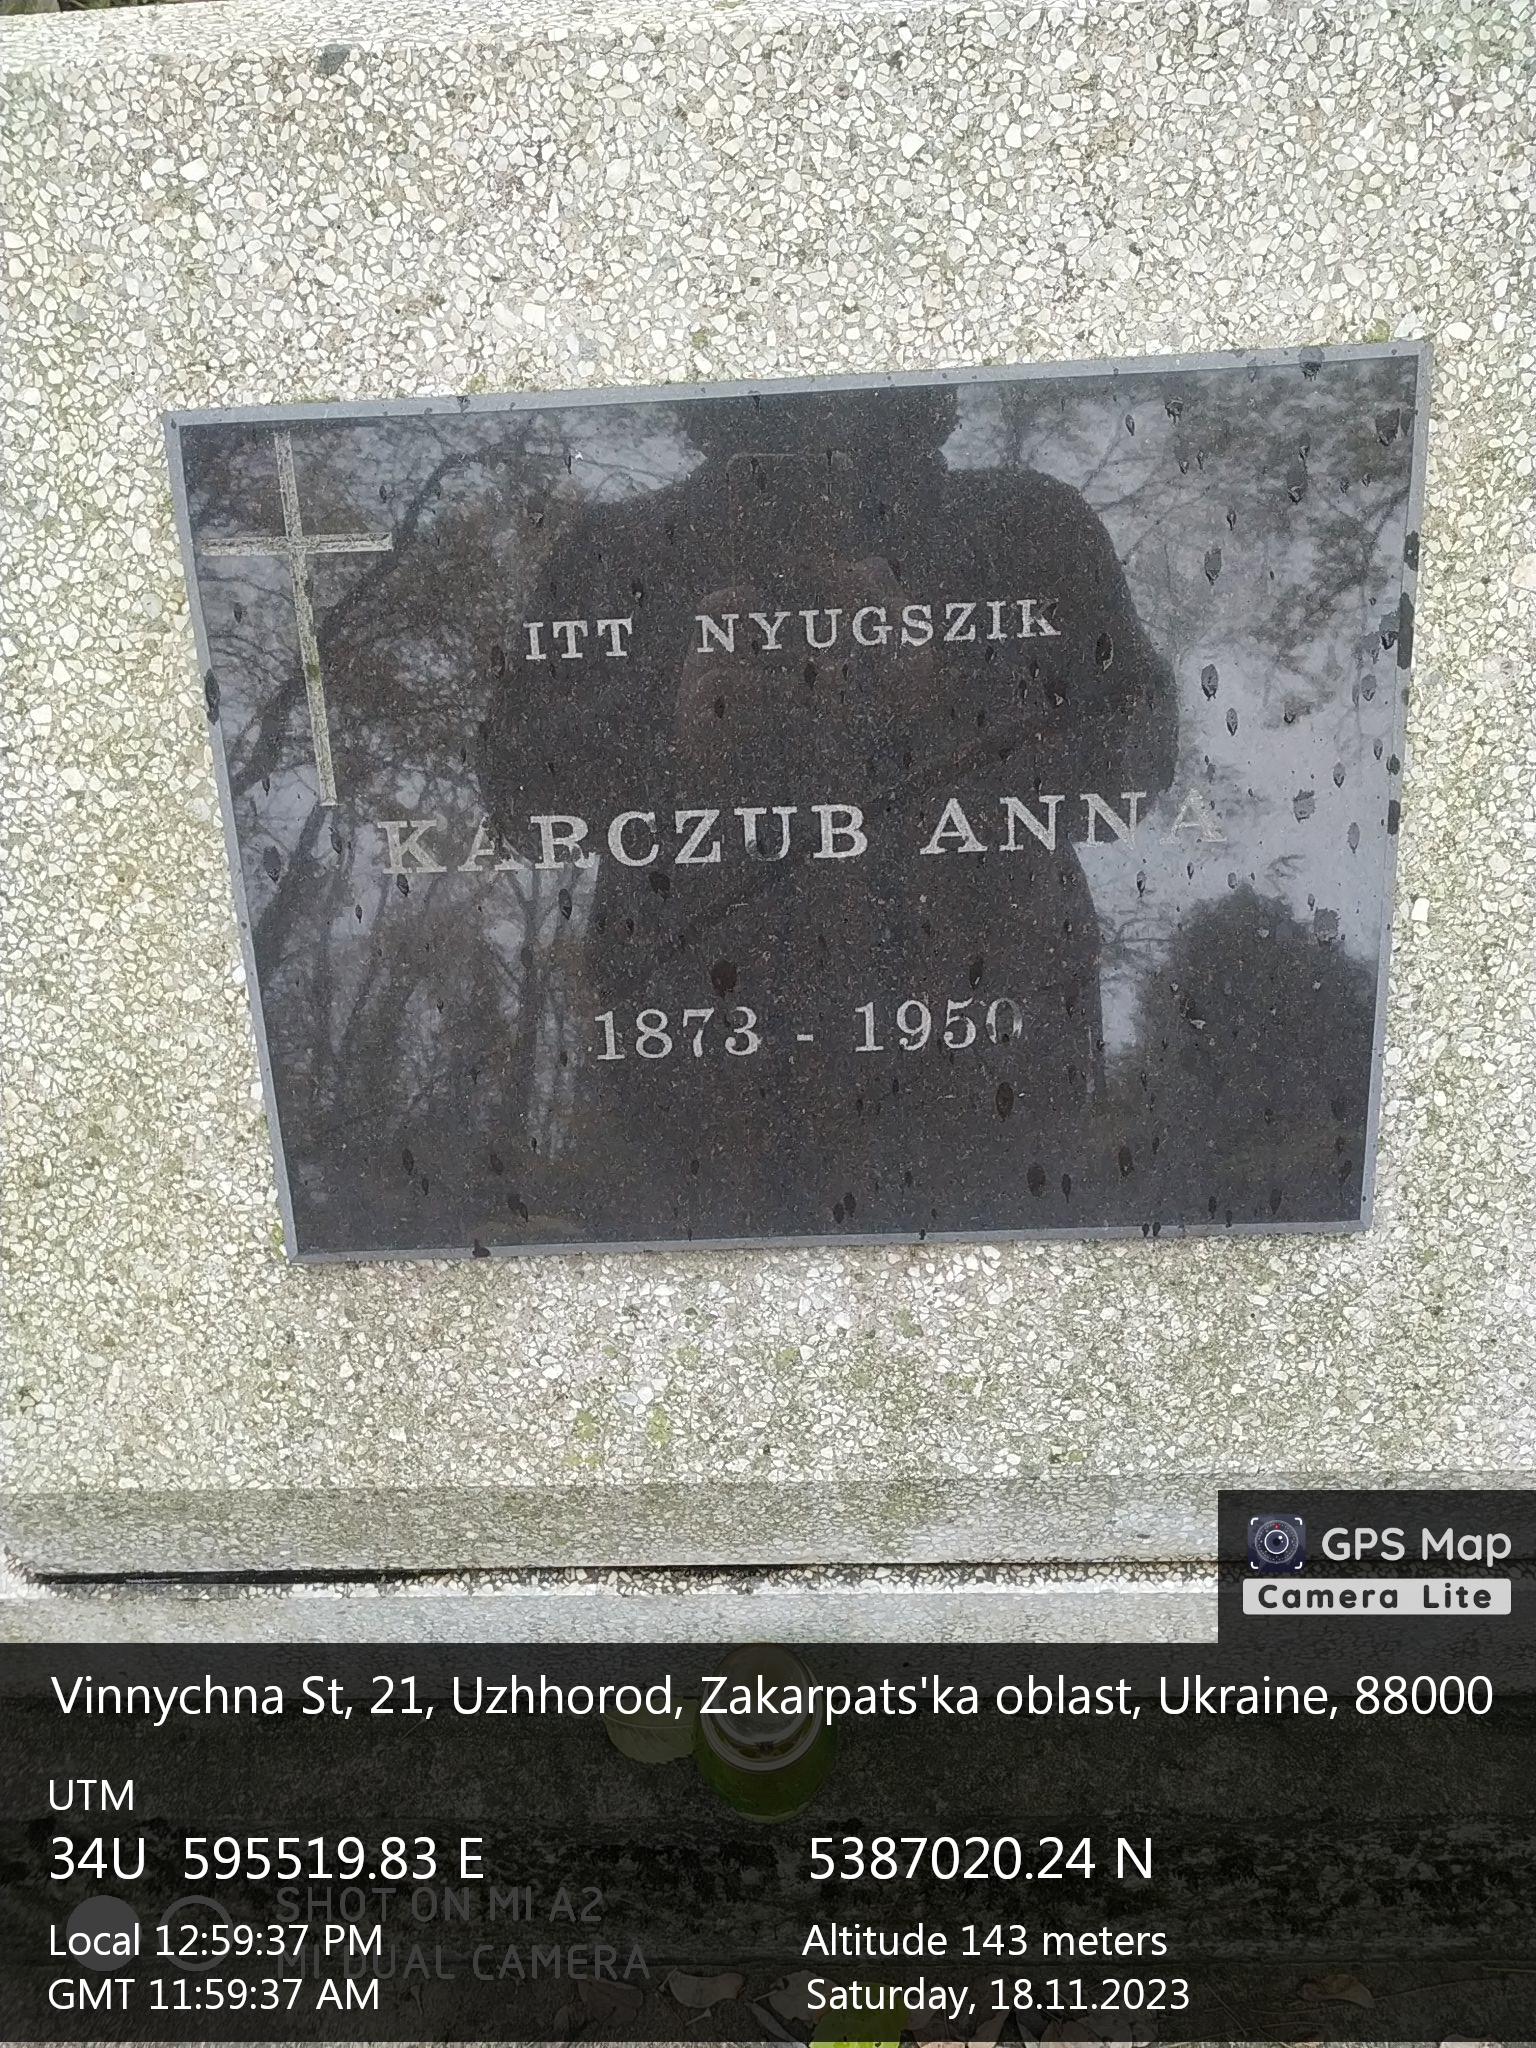 ITT NYUGSZIK
KARCZUB ANNA
1873 - 1950
GPS Map
Camera Lite
Vinnychna St, 21, Uzhhorod, Zakarpats'ka oblast, Ukraine, 88000
UTM
34U 595519.83 E 5387020.24 N
SHOT ON MI A2
Local 12:59:37 PM Altitude 143 meters
MI DUAL CAMERA
GMT 11:59:37 AM Saturday, 18.11.2023